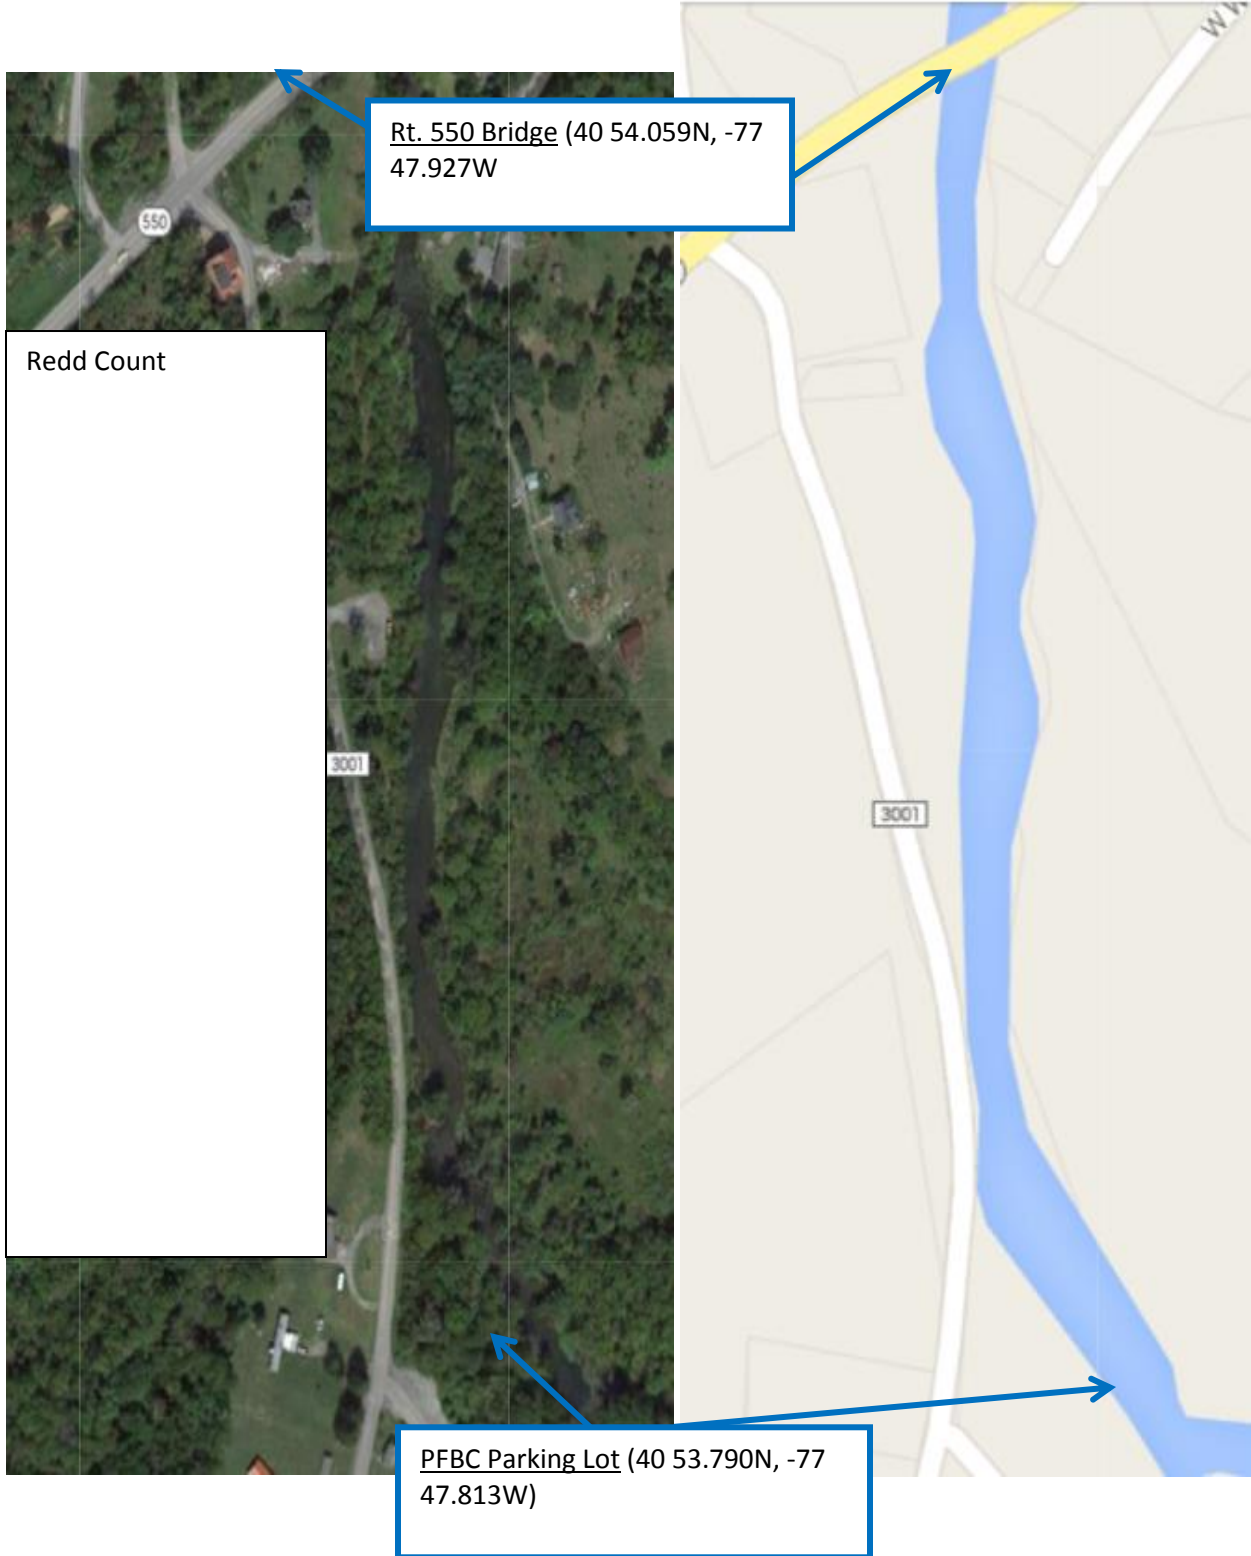 Rt. 550 Bridge (40 54.059N, -77
47.927W
550
Redd Count
3001
3001
PFBC Parking Lot (40 53.790N, -77
47.813W)